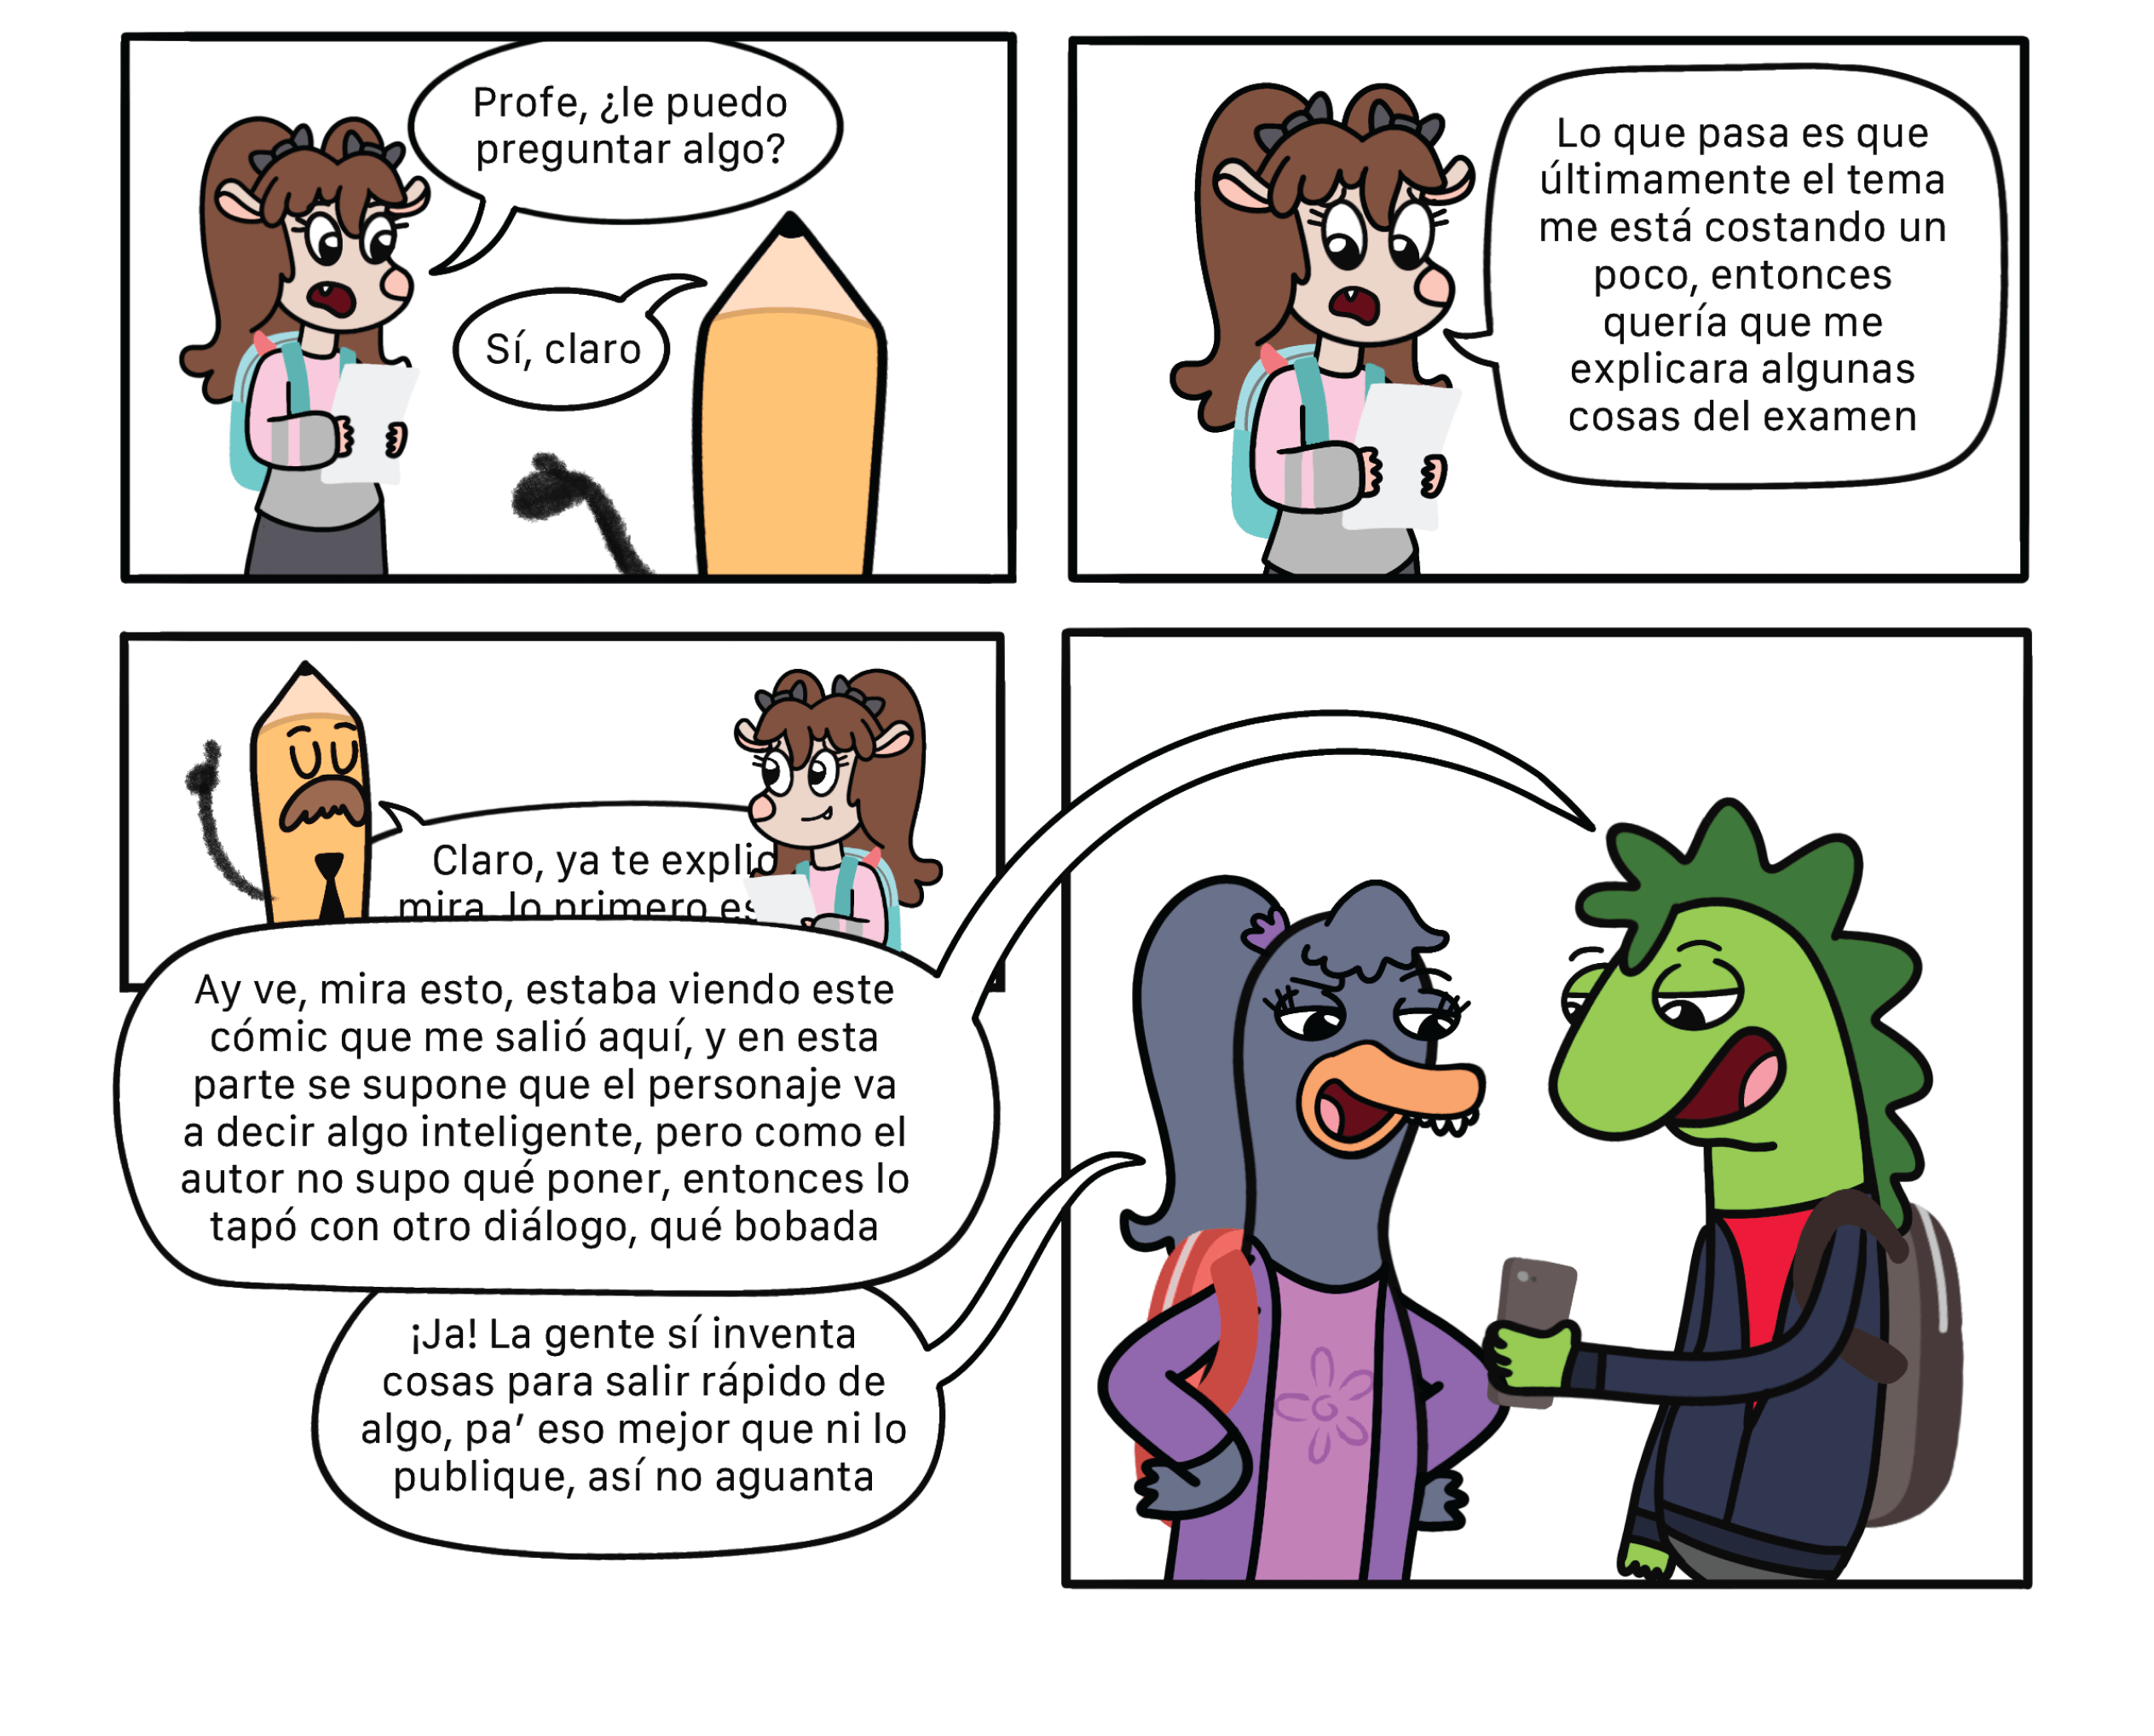 Profe, ¿le puedo
preguntar algo?
Sí, claro
Lo que pasa es que
últimamente el tema
me está costando un
poco, entonces
quería que me
explicara algunas
cosas del examen
Claro, ya te explic
mira, lo primero es
Ay ve, mira esto, estaba viendo este
cómic que me salió aquí, y en esta
parte se supone que el personaje va
a decir algo inteligente, pero como el
autor no supo qué poner, entonces lo
tapó con otro diálogo, qué bobada
¡Ja! La gente sí inventa
cosas para salir rápido de
algo, pa’ eso mejor que ni lo
publique, así no aguanta